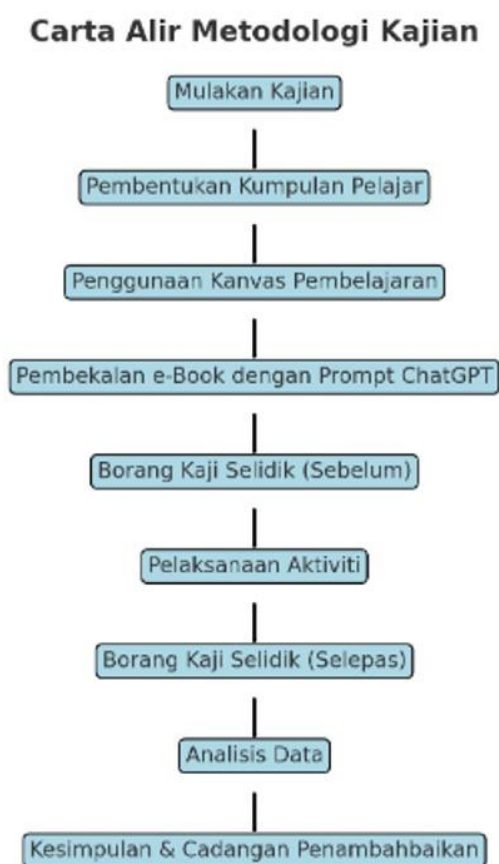 Carta Alir Metodologi Kajian
Mulakan Kajian
Pembentukan Kumpulan Pelajar
Penggunaan Kanvas Pembelajaran
Pembekalan e-Book dengan Prompt ChatGPT
Borang Kaji Selidik (Sebelum)
Pelaksanaan Aktiviti
Borang Kaji Selidik (Selepas)
Analisis Data
Kesimpulan & Cadangan Penambahbaikan